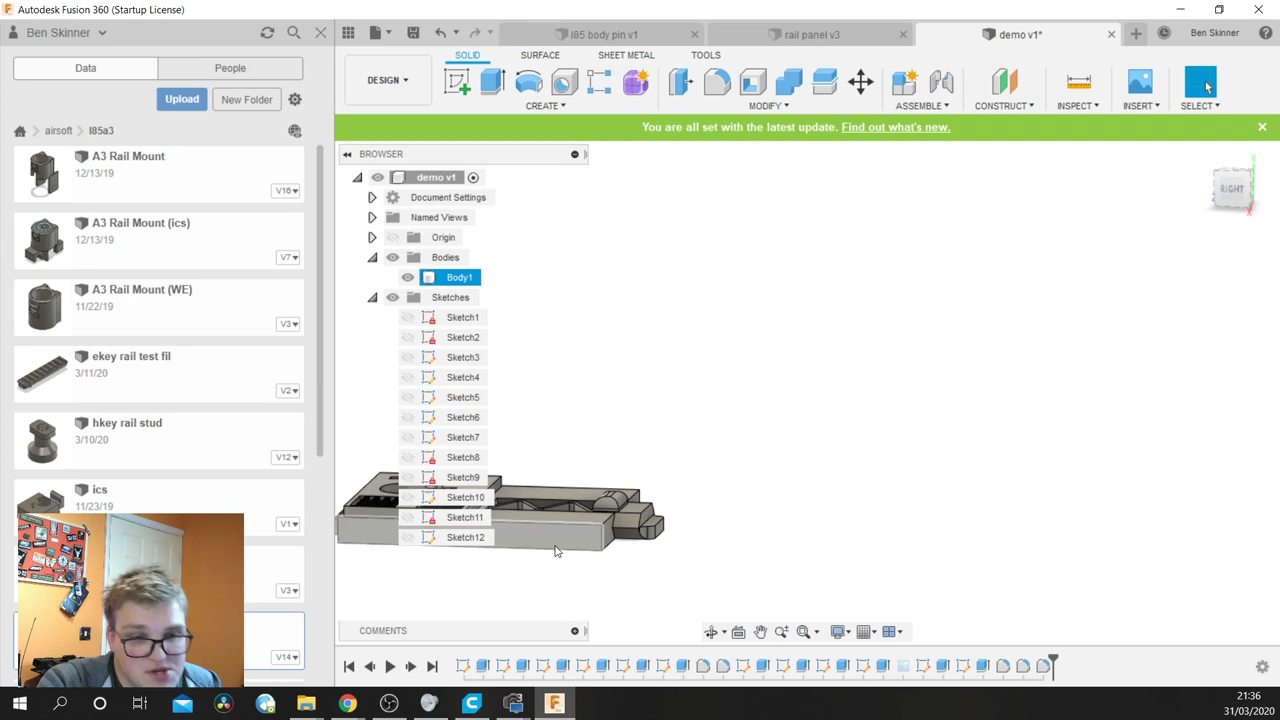 Autodesk Fusion 360 (Startup License)
Ben Skinner
l85 body pin v1
rail panel v3
demo v1*
Ben Skinner
Data
People
DESIGN
SOLID
SURFACE
SHEET METAL
TOOLS
Upload
New Folder
CREATE
MODIFY
ASSEMBLE
CONSTRUCT
INSPECT
INSERT
SELECT
airsoft
l85a3
You are all set with the latest update. Find out what's new.
BROWSER
A3 Rail Mount
12/13/19
V16
A3 Rail Mount (ics)
12/13/19
V7
A3 Rail Mount (WE)
11/22/19
V3
ekey rail test fil
3/11/20
V2
hkey rail stud
3/10/20
V12
ics
11/23/19
V1
V3
V14
demo v1
Document Settings
Named Views
Origin
Bodies
Body1
Sketches
Sketch1
Sketch2
Sketch3
Sketch4
Sketch5
Sketch6
Sketch7
Sketch8
Sketch9
Sketch10
Sketch11
Sketch12
RIGHT
COMMENTS
21:36
31/03/2020